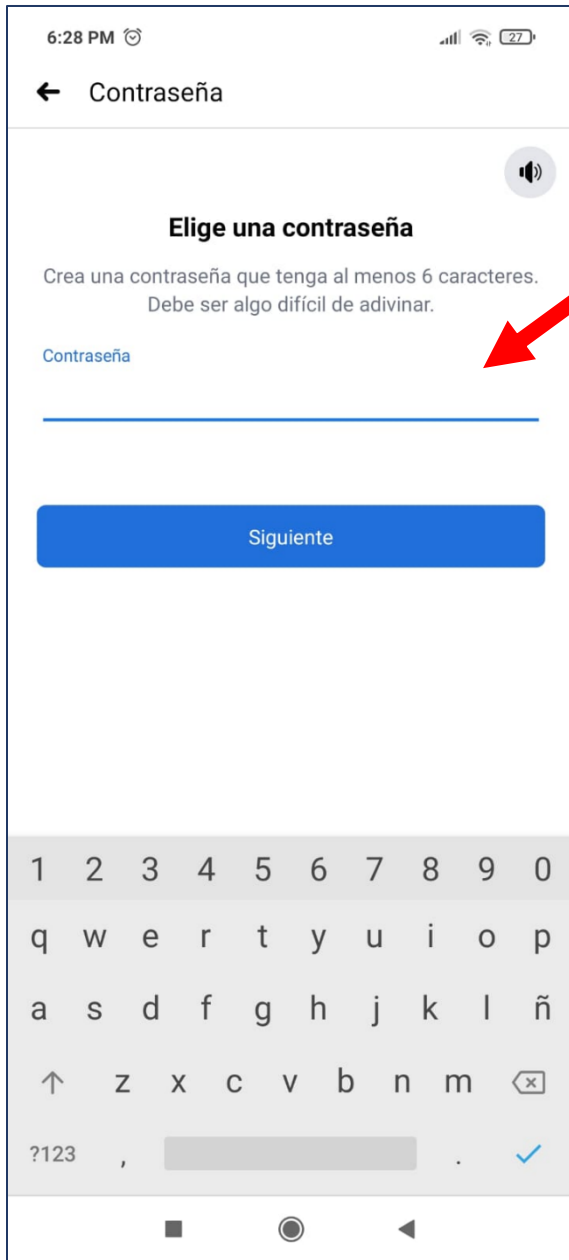 6:28 PM 27
Contraseña
Elige una contraseña
Crea una contraseña que tenga al menos 6 caracteres.
Debe ser algo difícil de adivinar.
Contraseña
Siguiente
1 2 3 4 5 6 7 8 9 0
q w e r t y u i o p
a s d f g h j k l ñ
z x c v b n m
?123 , .